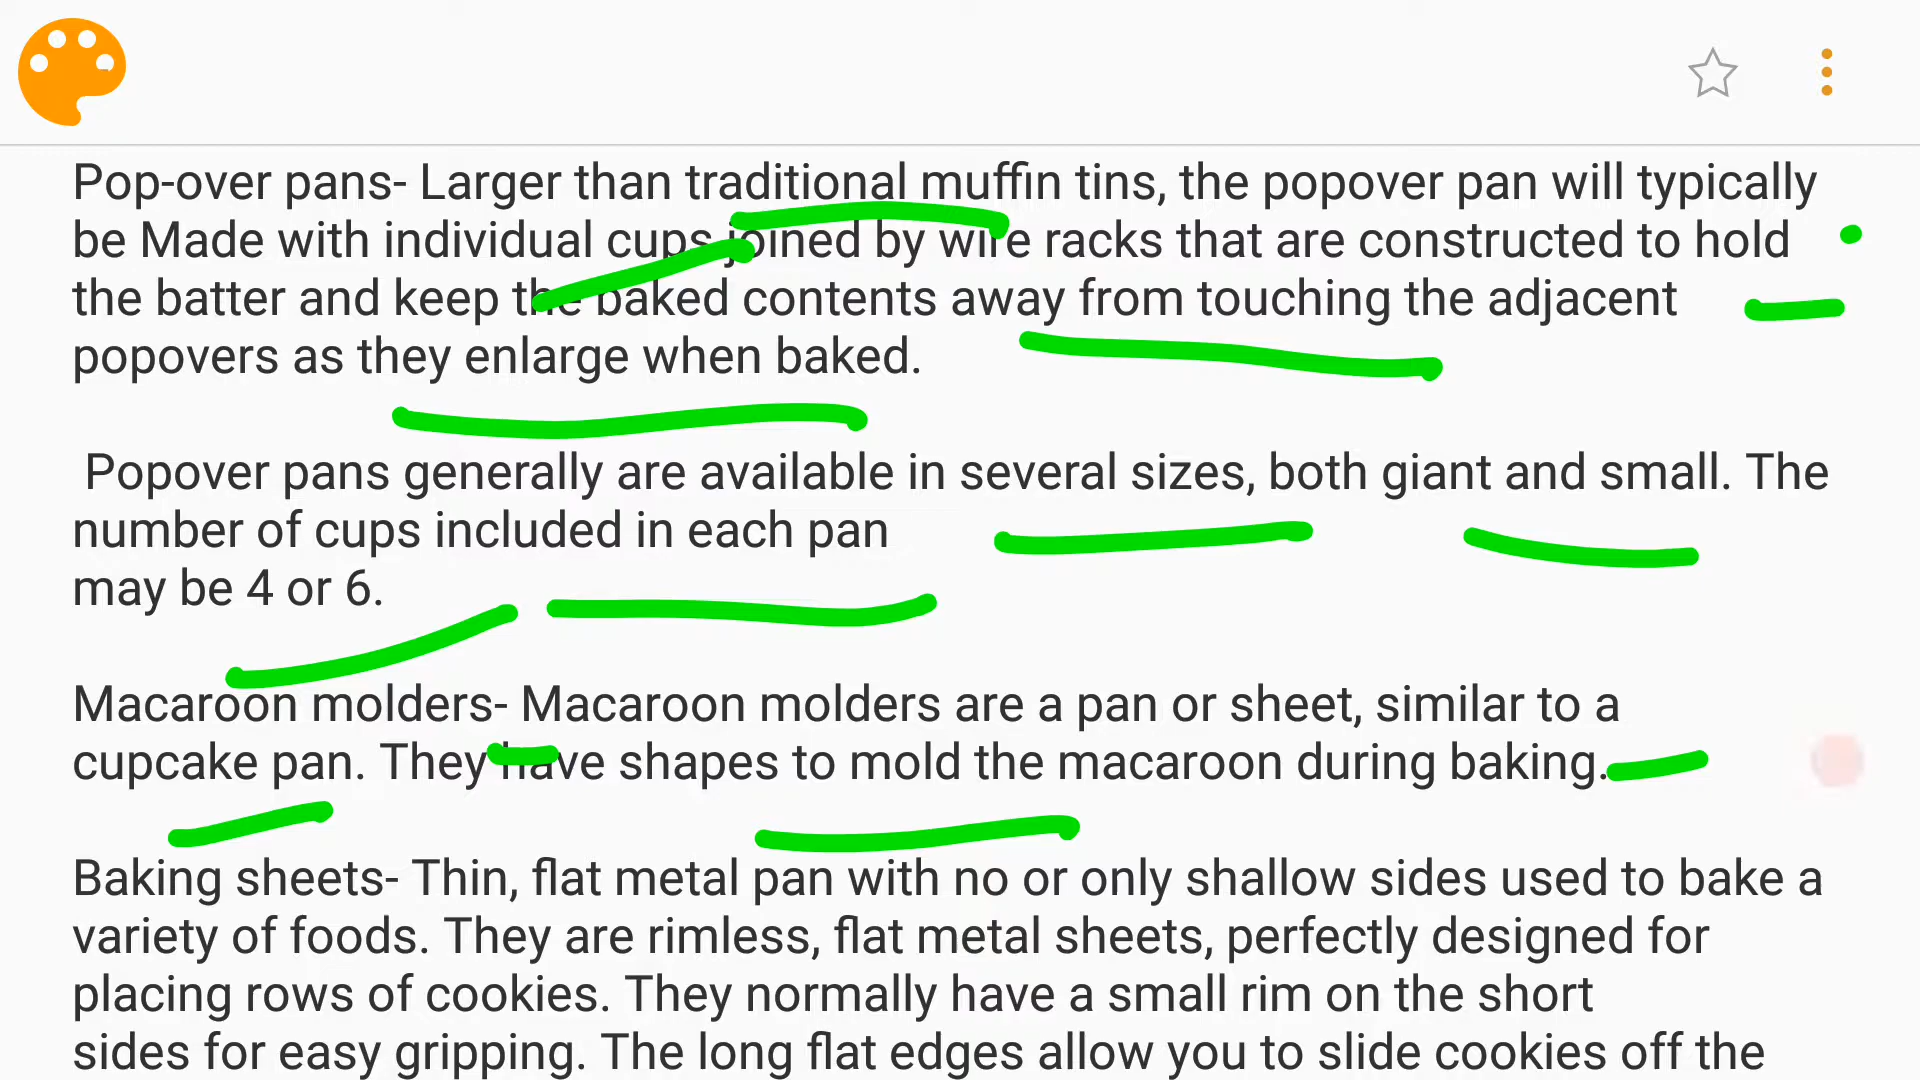 Pop-over pans- Larger than traditional muffin tins, the popover pan will typically
be Made with individual cups joined by wire racks that are constructed to hold
the batter and keep the baked contents away from touching the adjacent
popovers as they enlarge when baked.
Popover pans generally are available in several sizes, both giant and small. The
number of cups included in each pan
may be 4 or 6.
Macaroon molders- Macaroon molders are a pan or sheet, similar to a
cupcake pan. They have shapes to mold the macaroon during baking.
Baking sheets- Thin, flat metal pan with no or only shallow sides used to bake a
variety of foods. They are rimless, flat metal sheets, perfectly designed for
placing rows of cookies. They normally have a small rim on the short
sides for easy gripping. The long flat edges allow you to slide cookies off the